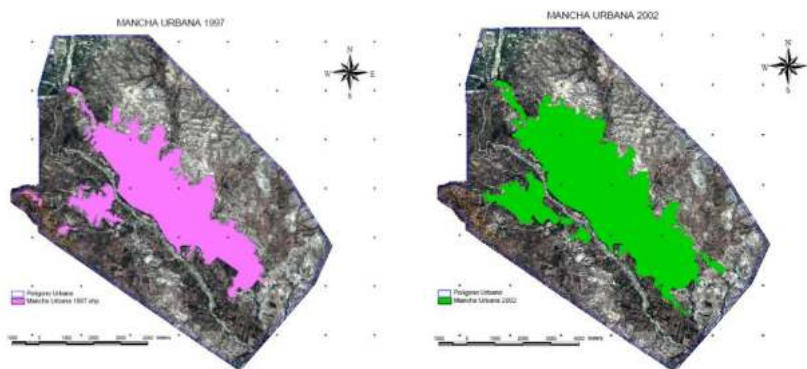 MANCHA URBANA 1997
N
W E
S
Poligono Urbano
Mancha Urbana 1997.shp
MANCHA URBANA 2002
N
W E
S
Poligono Urbano
Mancha Urbana 2002